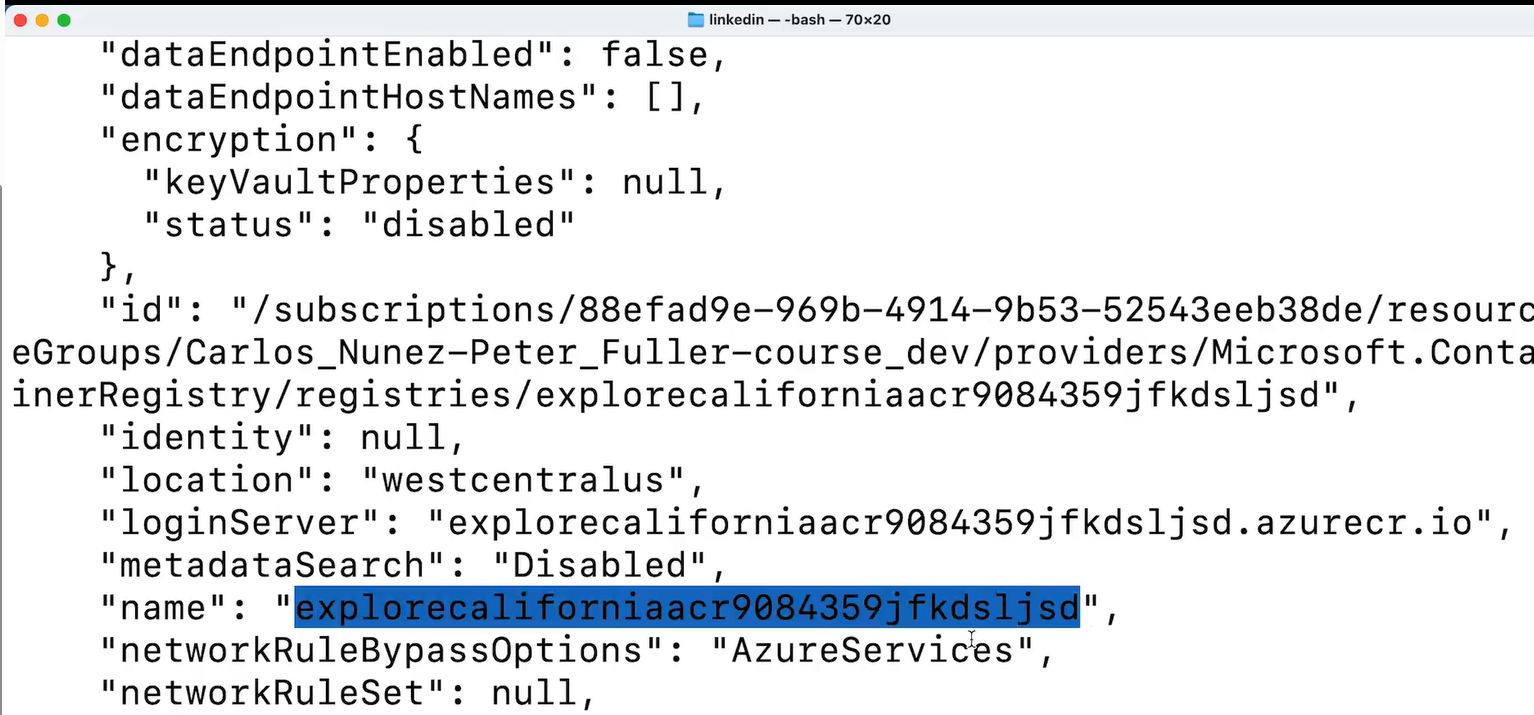 linkedin — -bash — 70×20
"dataEndpointEnabled": false,
"dataEndpointHostNames": [],
"encryption": {
"keyVaultProperties": null,
"status": "disabled"
},
"id": "/subscriptions/88efad9e-969b-4914-9b53-52543eeb38de/resourc
eGroups/Carlos_Nunez-Peter_Fuller-course_dev/providers/Microsoft.Conta
inerRegistry/registries/explorecaliforniaacr9084359jfkdsljsd",
"identity": null,
"location": "westcentralus",
"loginServer": "explorecaliforniaacr9084359jfkdsljsd.azurecr.io",
"metadataSearch": "Disabled",
"name": "explorecaliforniaacr9084359jfkdsljsd",
"networkRuleBypassOptions": "AzureServices",
"networkRuleSet": null,